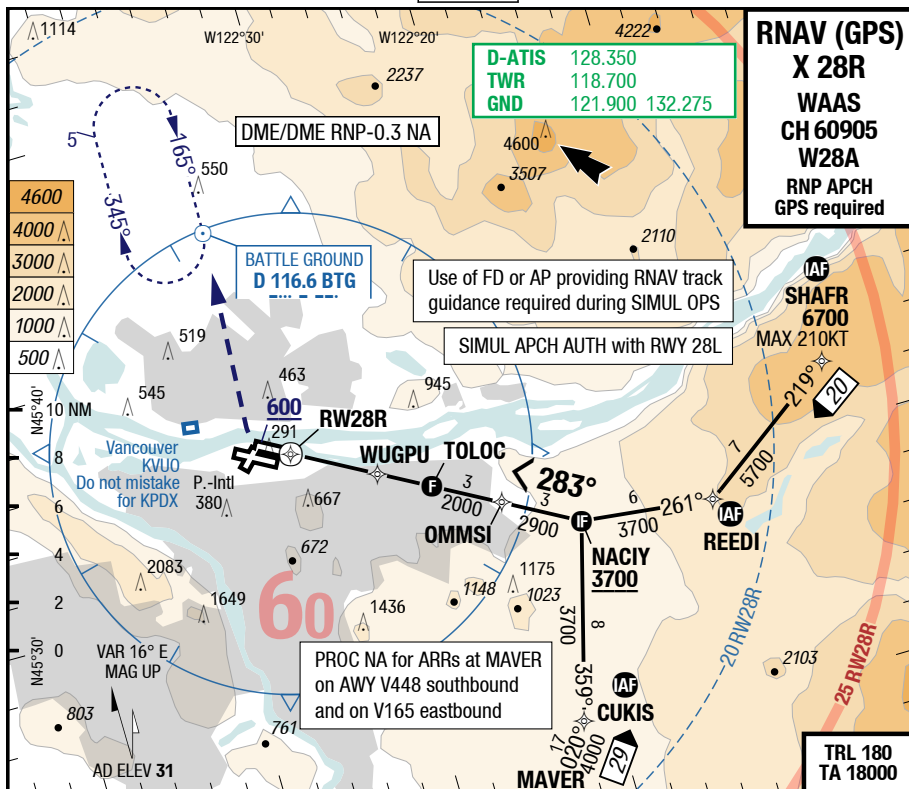 1114
W122°30'
W122°20'
4222
RNAV (GPS)
X 28R
WAAS
CH 60905
W28A
RNP APCH
GPS required
D-ATIS 128.350
TWR 118.700
GND 121.900 132.275
2237
DME/DME RNP-0.3 NA
5
165°
345°
550
4600
3507
2110
4600
4000
3000
2000
1000
500
BATTLE GROUND
D 116.6 BTG
Use of FD or AP providing RNAV track
guidance required during SIMUL OPS
SIMUL APCH AUTH with RWY 28L
IAF
SHAFR
6700
MAX 210KT
219°
20
7
5700
519
463
945
545
600
291
RW28R
N45°40'
10 NM
8
6
4
2
0
N45°30'
Vancouver
KVUO
Do not mistake
for KPDX
P.-Intl
380
667
WUGPU
TOLOC
F
3
2000
OMMSI
283°
3
2900
IF
NACIY
3700
6
3700
261°
IAF
REEDI
672
2083
1649
60
1436
1148
1175
1023
8
3700
359°
IAF
CUKIS
020°
17
4000
29
MAVER
20 RW28R
25 RW28R
2103
VAR 16° E
MAG UP
PROC NA for ARRs at MAVER
on AWY V448 southbound
and on V165 eastbound
803
761
AD ELEV 31
TRL 180
TA 18000